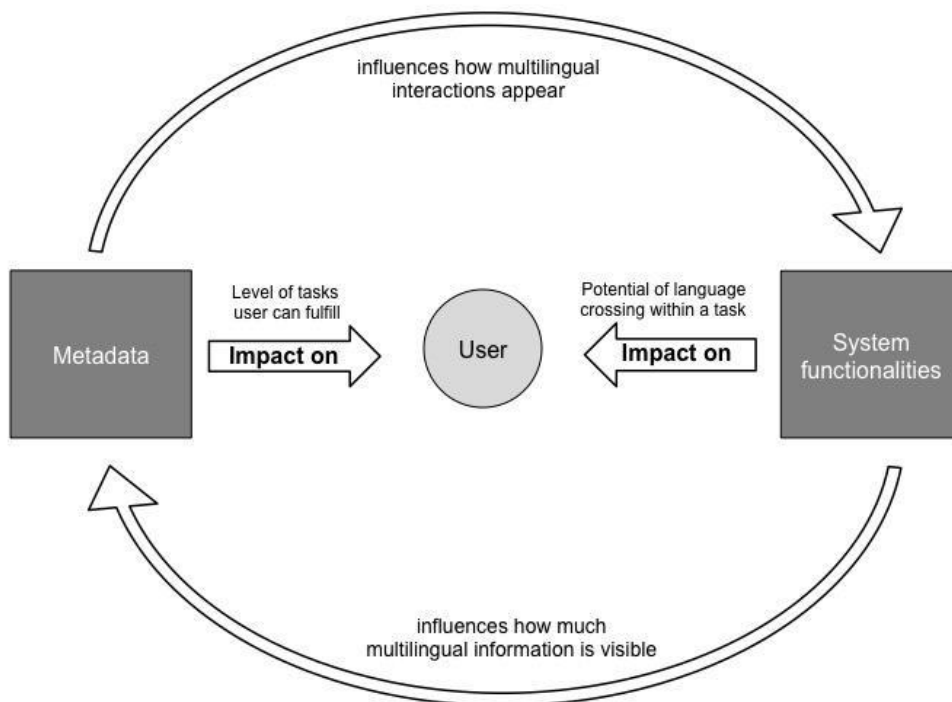 influences how multilingual
interactions appear
Level of tasks
user can fulfill
Potential of language
crossing within a task
Metadata
Impact on
User
Impact on
System
functionalities
influences how much
multilingual information is visible